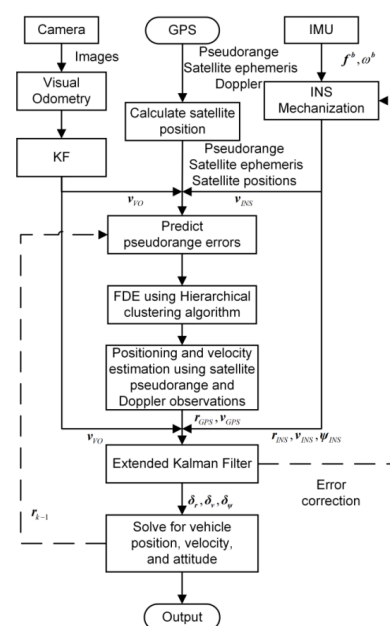 Camera
GPS
IMU
Images
Pseudorange
Satellite ephemeris
Doppler
f^b, ω^b
Visual
Odometry
Calculate satellite
position
INS
Mechanization
KF
Pseudorange
Satellite ephemeris
Satellite positions
v_VO
v_INS
Predict
pseudorange errors
FDE using Hierarchical
clustering algorithm
Positioning and velocity
estimation using satellite
pseudorange and
Doppler observations
r_GPS, v_GPS
v_VO
r_INS, v_INS, ψ_INS
Extended Kalman Filter
Error
correction
δ_r, δ_v, δ_ψ
r_k−1
Solve for vehicle
position, velocity,
and attitude
Output